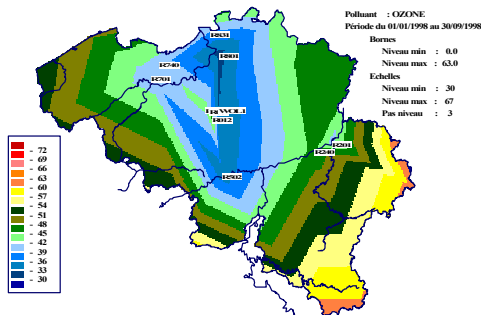 Polluant : OZONE
Période du 01/01/1998 au 30/09/1998
Bornes
Niveau min : 0.0
Niveau max : 63.0
Echelles
Niveau min : 30
Niveau max : 67
Pas niveau : 3
R831
R801
R740
R701
WOL1
R012
R201
R240
R502
- 72
- 69
- 66
- 63
- 60
- 57
- 54
- 51
- 48
- 45
- 42
- 39
- 36
- 33
- 30